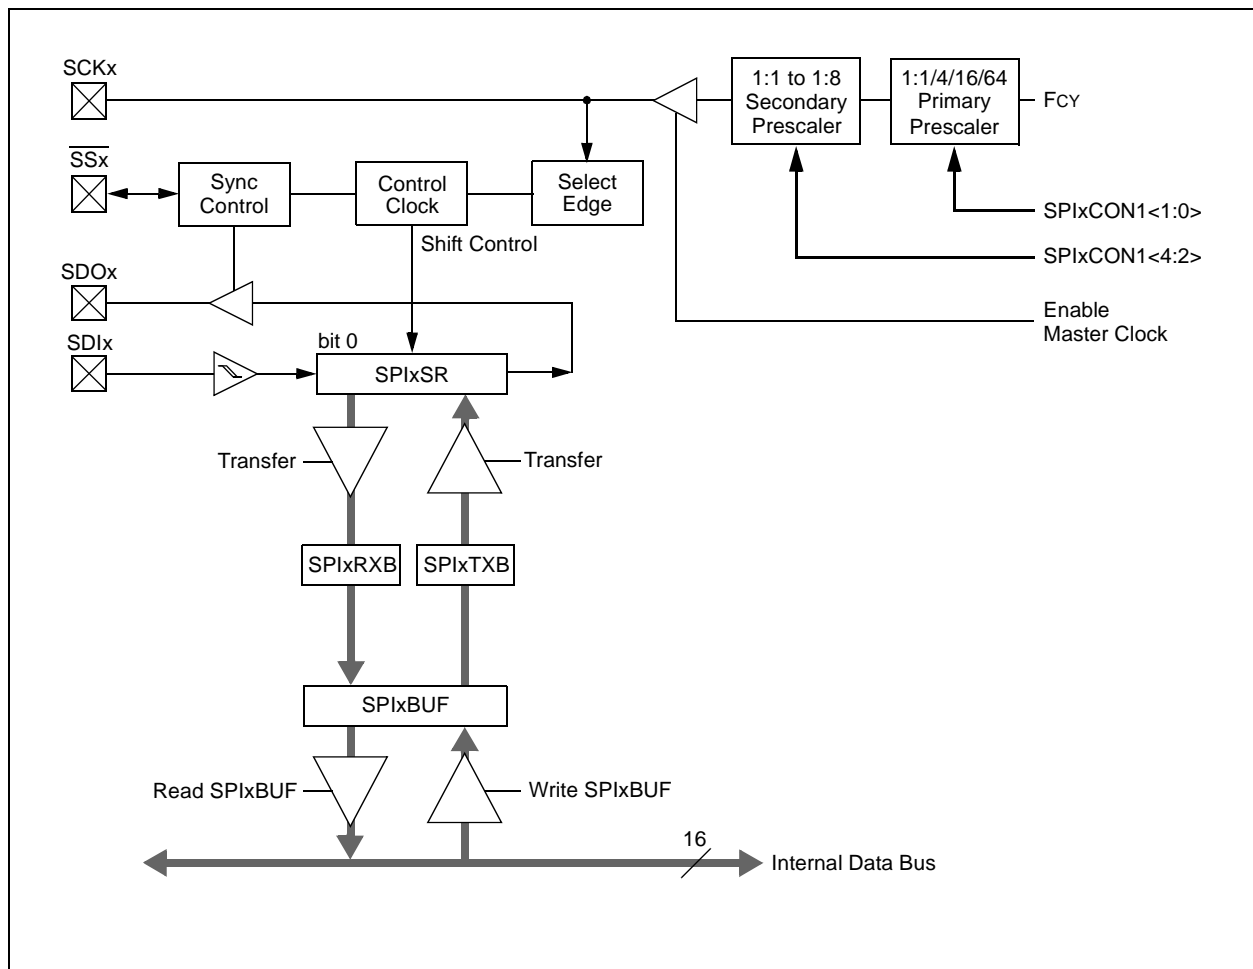 SCKx
1:1 to 1:8
Secondary
Prescaler
1:1/4/16/64
Primary
Prescaler
FCY
SSx
Sync
Control
Control
Clock
Select
Edge
SPIxCON1<1:0>
Shift Control
SPIxCON1<4:2>
SDOx
Enable
Master Clock
SDIx
bit 0
SPIxSR
Transfer
Transfer
SPIxRXB
SPIxTXB
SPIxBUF
Read SPIxBUF
Write SPIxBUF
16
Internal Data Bus